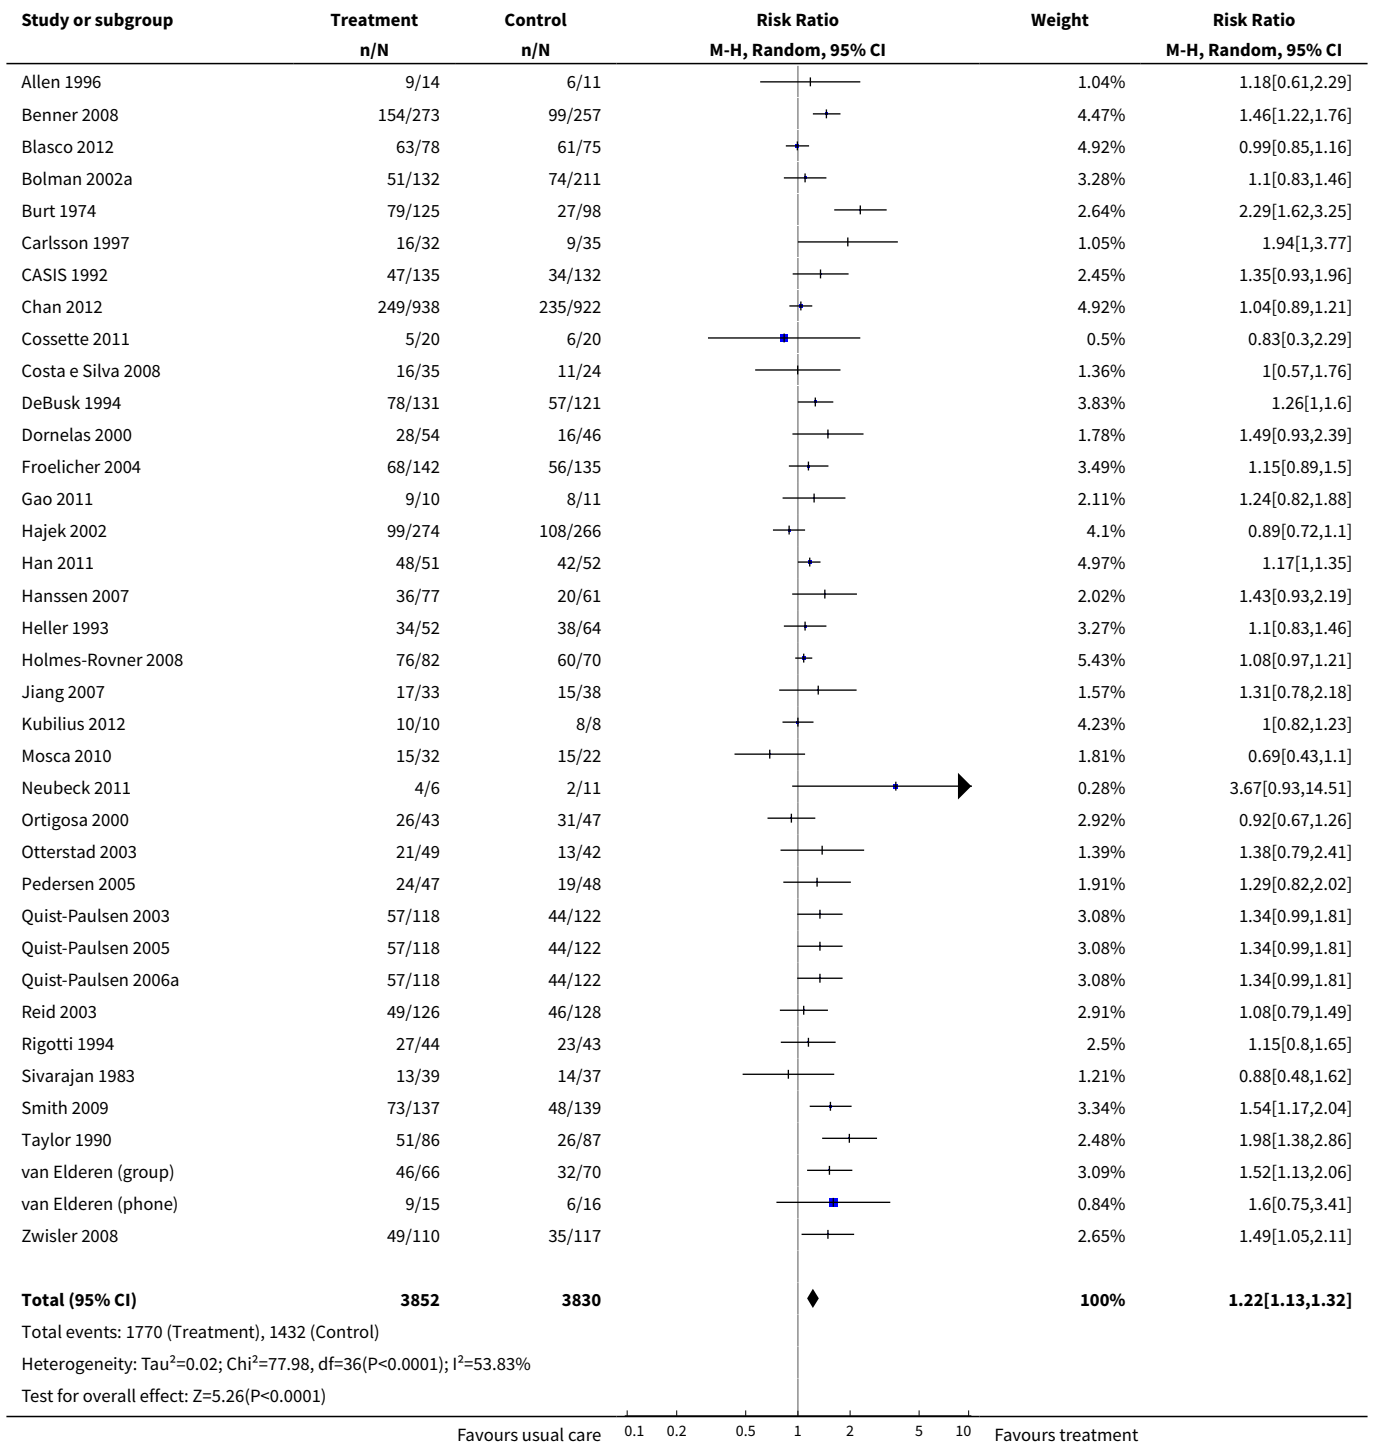 Study or subgroup Treatment Control Risk Ratio Weight Risk Ratio
n/N n/N M-H, Random, 95% CI M-H, Random, 95% CI
Allen 1996 9/14 6/11 1.04% 1.18[0.61,2.29]
Benner 2008 154/273 99/257 4.47% 1.46[1.22,1.76]
Blasco 2012 63/78 61/75 4.92% 0.99[0.85,1.16]
Bolman 2002a 51/132 74/211 3.28% 1.1[0.83,1.46]
Burt 1974 79/125 27/98 2.64% 2.29[1.62,3.25]
Carlsson 1997 16/32 9/35 1.05% 1.94[1,3.77]
CASIS 1992 47/135 34/132 2.45% 1.35[0.93,1.96]
Chan 2012 249/938 235/922 4.92% 1.04[0.89,1.21]
Cossette 2011 5/20 6/20 0.5% 0.83[0.3,2.29]
Costa e Silva 2008 16/35 11/24 1.36% 1[0.57,1.76]
DeBusk 1994 78/131 57/121 3.83% 1.26[1,1.6]
Dornelas 2000 28/54 16/46 1.78% 1.49[0.93,2.39]
Froelicher 2004 68/142 56/135 3.49% 1.15[0.89,1.5]
Gao 2011 9/10 8/11 2.11% 1.24[0.82,1.88]
Hajek 2002 99/274 108/266 4.1% 0.89[0.72,1.1]
Han 2011 48/51 42/52 4.97% 1.17[1,1.35]
Hanssen 2007 36/77 20/61 2.02% 1.43[0.93,2.19]
Heller 1993 34/52 38/64 3.27% 1.1[0.83,1.46]
Holmes-Rovner 2008 76/82 60/70 5.43% 1.08[0.97,1.21]
Jiang 2007 17/33 15/38 1.57% 1.31[0.78,2.18]
Kubilius 2012 10/10 8/8 4.23% 1[0.82,1.23]
Mosca 2010 15/32 15/22 1.81% 0.69[0.43,1.1]
Neubeck 2011 4/6 2/11 0.28% 3.67[0.93,14.51]
Ortigosa 2000 26/43 31/47 2.92% 0.92[0.67,1.26]
Otterstad 2003 21/49 13/42 1.39% 1.38[0.79,2.41]
Pedersen 2005 24/47 19/48 1.91% 1.29[0.82,2.02]
Quist-Paulsen 2003 57/118 44/122 3.08% 1.34[0.99,1.81]
Quist-Paulsen 2005 57/118 44/122 3.08% 1.34[0.99,1.81]
Quist-Paulsen 2006a 57/118 44/122 3.08% 1.34[0.99,1.81]
Reid 2003 49/126 46/128 2.91% 1.08[0.79,1.49]
Rigotti 1994 27/44 23/43 2.5% 1.15[0.8,1.65]
Sivarajan 1983 13/39 14/37 1.21% 0.88[0.48,1.62]
Smith 2009 73/137 48/139 3.34% 1.54[1.17,2.04]
Taylor 1990 51/86 26/87 2.48% 1.98[1.38,2.86]
van Elderen (group) 46/66 32/70 3.09% 1.52[1.13,2.06]
van Elderen (phone) 9/15 6/16 0.84% 1.6[0.75,3.41]
Zwisler 2008 49/110 35/117 2.65% 1.49[1.05,2.11]
Total (95% CI) 3852 3830 100% 1.22[1.13,1.32]
Total events: 1770 (Treatment), 1432 (Control)
Heterogeneity: Tau²=0.02; Chi²=77.98, df=36(P<0.0001); I²=53.83%
Test for overall effect: Z=5.26(P<0.0001)
Favours usual care 0.1 0.2 0.5 1 2 5 10 Favours treatment